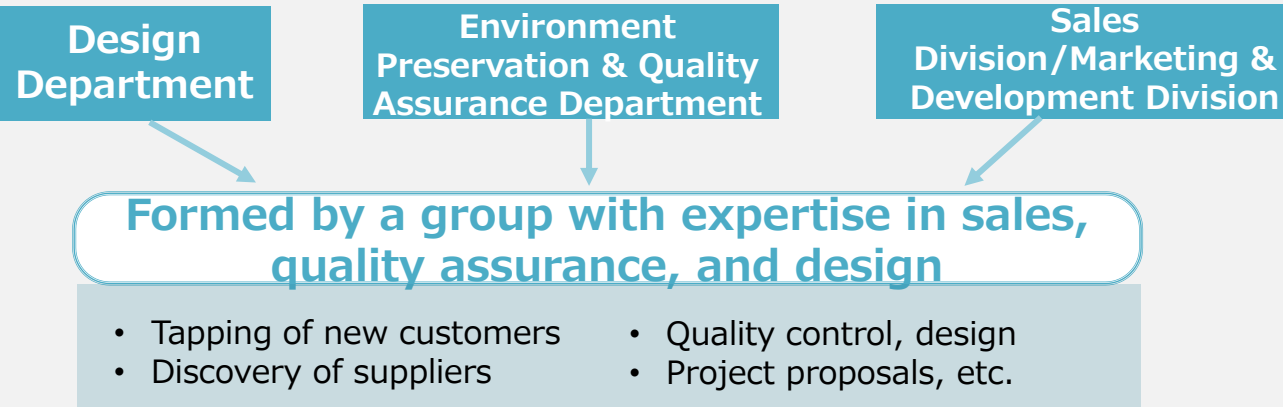 Design
Department
Environment
Preservation & Quality
Assurance Department
Sales
Division/Marketing &
Development Division
Formed by a group with expertise in sales,
quality assurance, and design
• Tapping of new customers
• Discovery of suppliers
• Quality control, design
• Project proposals, etc.